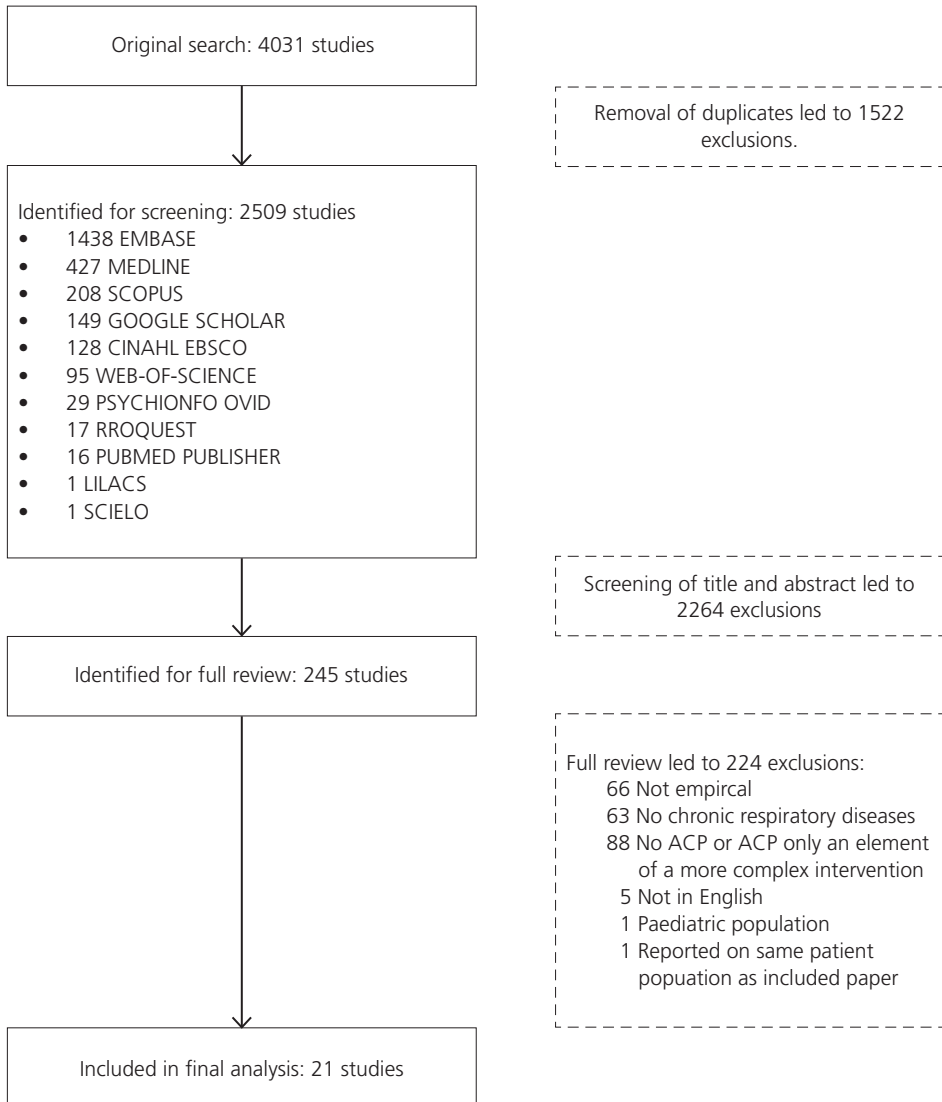 Original search: 4031 studies
Removal of duplicates led to 1522
exclusions.
Identified for screening: 2509 studies
• 1438 EMBASE
• 427 MEDLINE
• 208 SCOPUS
• 149 GOOGLE SCHOLAR
• 128 CINAHL EBSCO
• 95 WEB-OF-SCIENCE
• 29 PSYCHIONFO OVID
• 17 RROQUEST
• 16 PUBMED PUBLISHER
• 1 LILACS
• 1 SCIELO
Screening of title and abstract led to
2264 exclusions
Identified for full review: 245 studies
Full review led to 224 exclusions:
66 Not empircal
63 No chronic respiratory diseases
88 No ACP or ACP only an element
of a more complex intervention
5 Not in English
1 Paediatric population
1 Reported on same patient
popuation as included paper
Included in final analysis: 21 studies